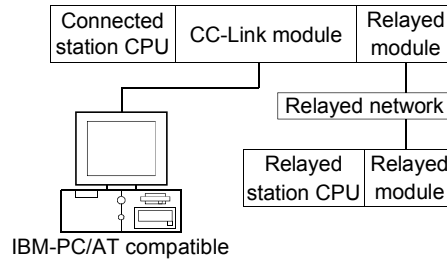 Connected
station CPU
CC-Link module
Relayed
module
Relayed network
Relayed
station CPU
Relayed
module
IBM-PC/AT compatible